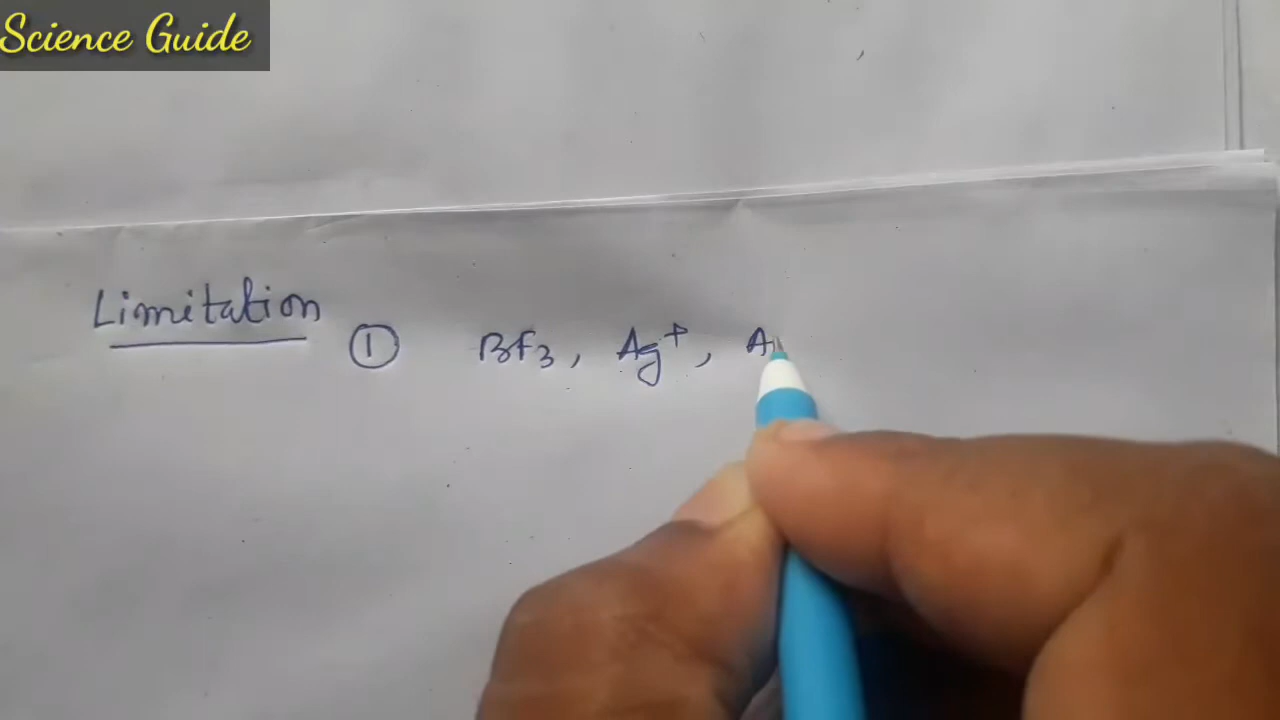 Science Guide
Limitation
① BF3, Ag+, A